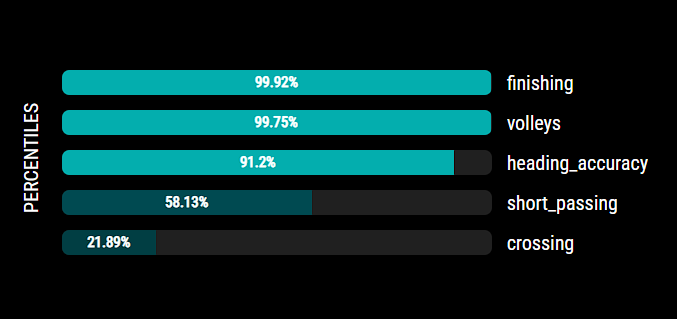 PERCENTILES
99.92% finishing
99.75% volleys
91.2% heading_accuracy
58.13% short_passing
21.89% crossing